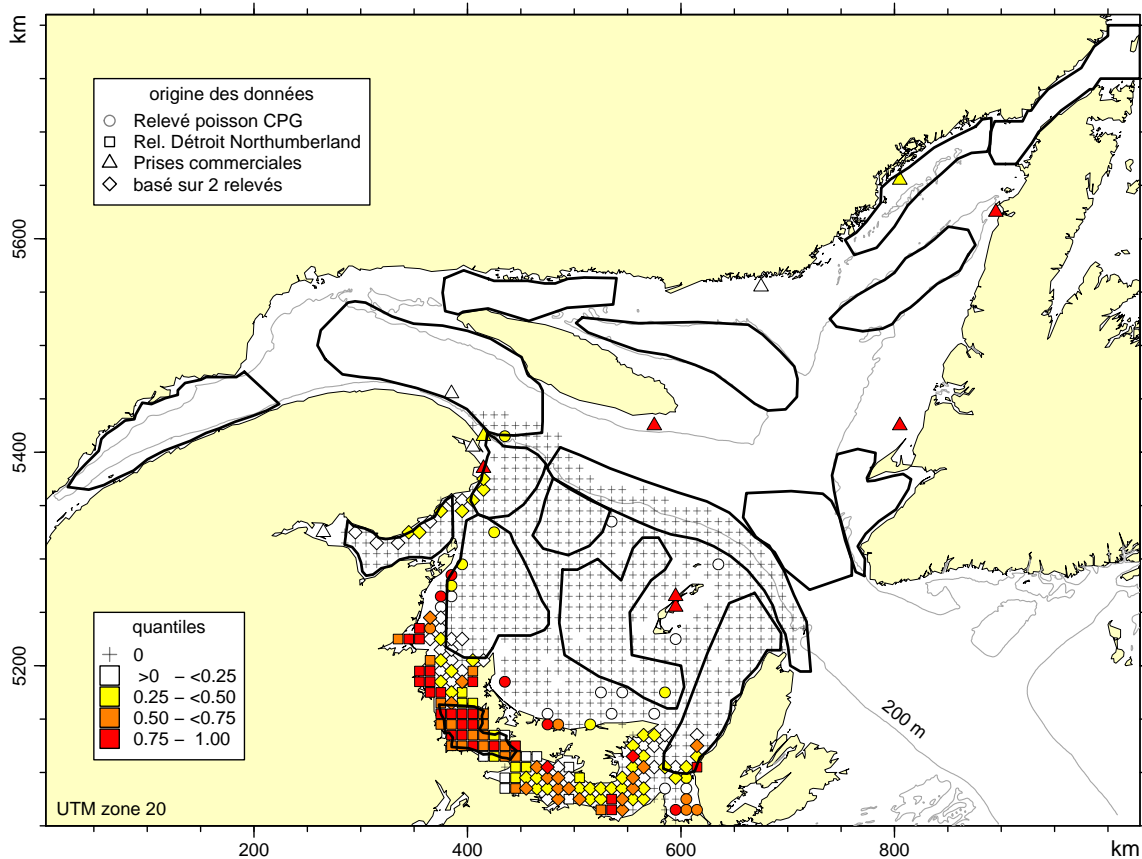 km
origine des données
Relevé poisson CPG
Rel. Détroit Northumberland
Prises commerciales
basé sur 2 relevés
5600
5400
5200
quantiles
0
>0 – <0.25
0.25 – <0.50
0.50 – <0.75
0.75 – 1.00
200 m
UTM zone 20
200 400 600 800 km